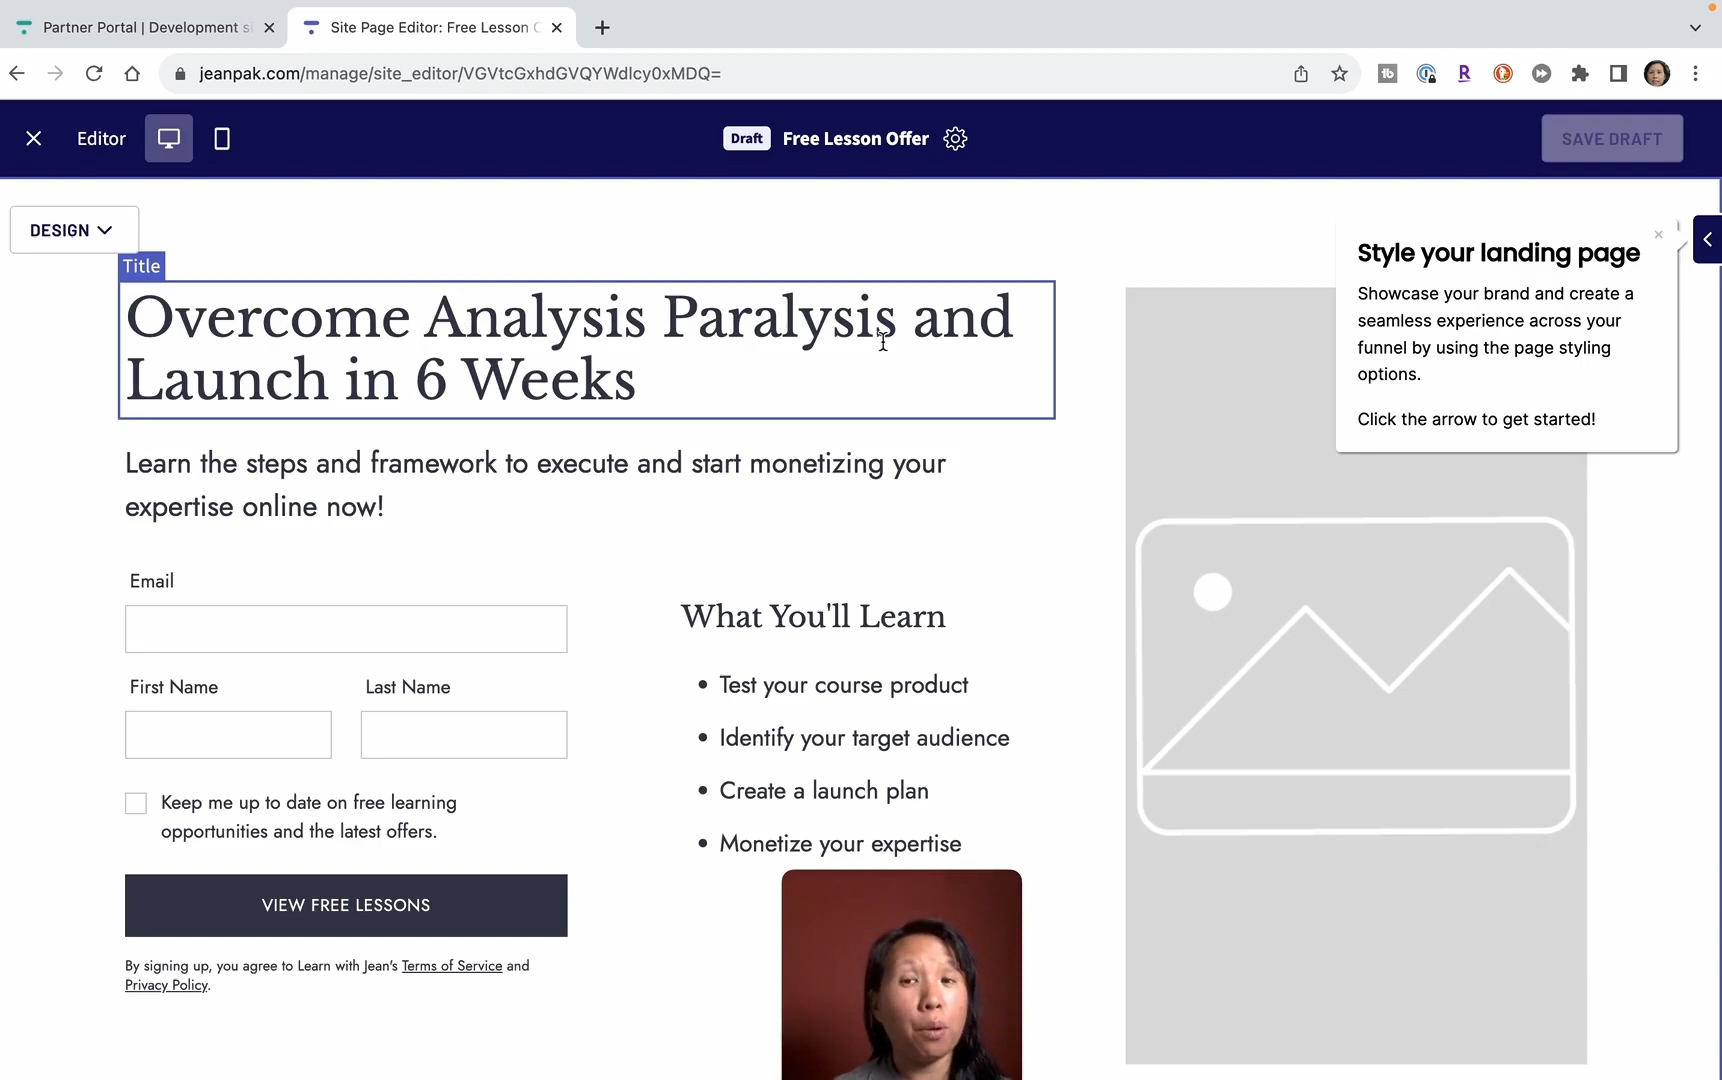 Partner Portal | Development si
Site Page Editor: Free Lesson O
jeanpak.com/manage/site_editor/VGVtcGxhdGVQYWdlcy0xMDQ=
tb
R
Editor
Draft
Free Lesson Offer
SAVE DRAFT
DESIGN
Title
Overcome Analysis Paralysis and
Launch in 6 Weeks
Learn the steps and framework to execute and start monetizing your
expertise online now!
Email
First Name
Last Name
Keep me up to date on free learning
opportunities and the latest offers.
VIEW FREE LESSONS
By signing up, you agree to Learn with Jean's Terms of Service and
Privacy Policy.
What You'll Learn
• Test your course product
• Identify your target audience
• Create a launch plan
• Monetize your expertise
Style your landing page
Showcase your brand and create a
seamless experience across your
funnel by using the page styling
options.
Click the arrow to get started!